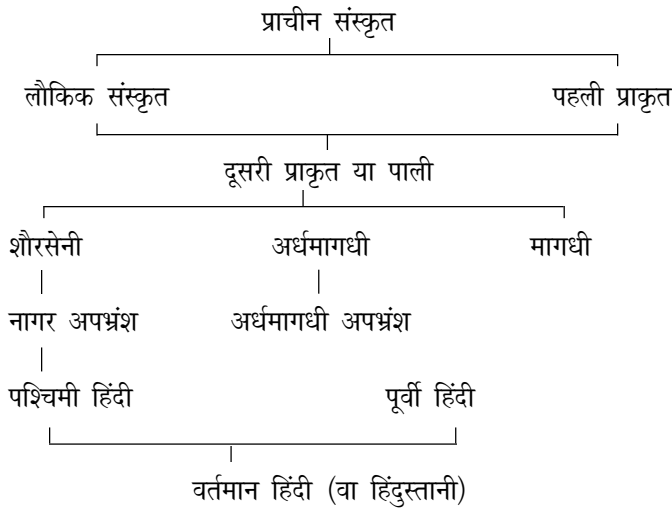 प्राचीन संस्कृत
लौकिक संस्कृत पहली प्राकृत
दूसरी प्राकृत या पाली
शौरसेनी अर्धमागधी मागधी
नागर अपभ्रंश अर्धमागधी अपभ्रंश
पश्चिमी हिंदी पूर्वी हिंदी
वर्तमान हिंदी (वा हिंदुस्तानी)